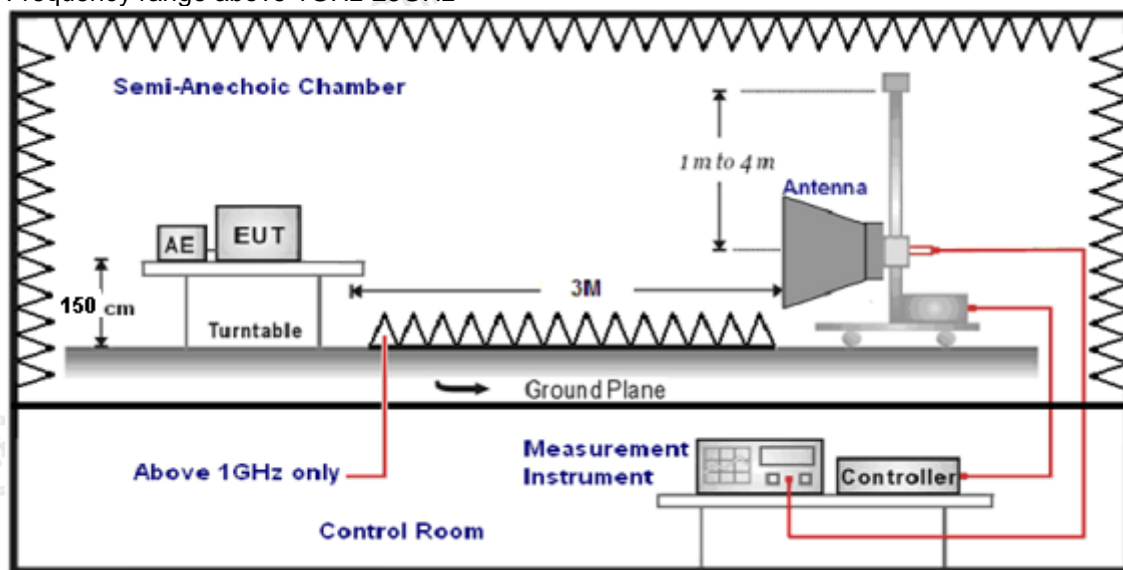 Semi-Anechoic Chamber
1m to 4m
Antenna
AE
EUT
150 cm
3M
Turntable
Ground Plane
Above 1GHz only
Measurement
Instrument
Controller
Control Room